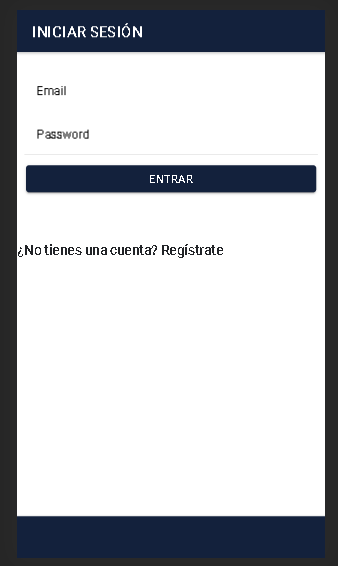 INICIAR SESIÓN
Email
Password
ENTRAR
¿No tienes una cuenta? Regístrate